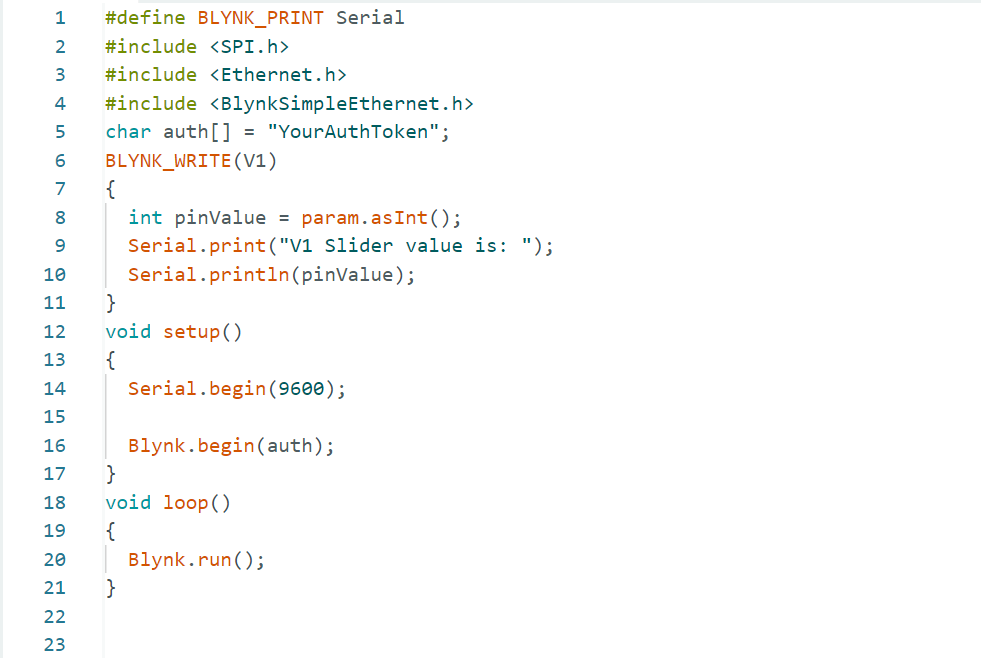 1 #define BLYNK_PRINT Serial
2 #include <SPI.h>
3 #include <Ethernet.h>
4 #include <BlynkSimpleEthernet.h>
5 char auth[] = "YourAuthToken";
6 BLYNK_WRITE(V1)
7 {
8   int pinValue = param.asInt();
9   Serial.print("V1 Slider value is: ");
10   Serial.println(pinValue);
11 }
12 void setup()
13 {
14   Serial.begin(9600);
15
16   Blynk.begin(auth);
17 }
18 void loop()
19 {
20   Blynk.run();
21 }
22
23